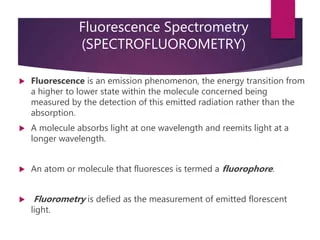 Fluorescence Spectrometry
(SPECTROFLUOROMETRY)
Fluorescence is an emission phenomenon, the energy transition from
a higher to lower state within the molecule concerned being
measured by the detection of this emitted radiation rather than the
absorption.
A molecule absorbs light at one wavelength and reemits light at a
longer wavelength.
An atom or molecule that fluoresces is termed a fluorophore.
Fluorometry is defied as the measurement of emitted florescent
light.